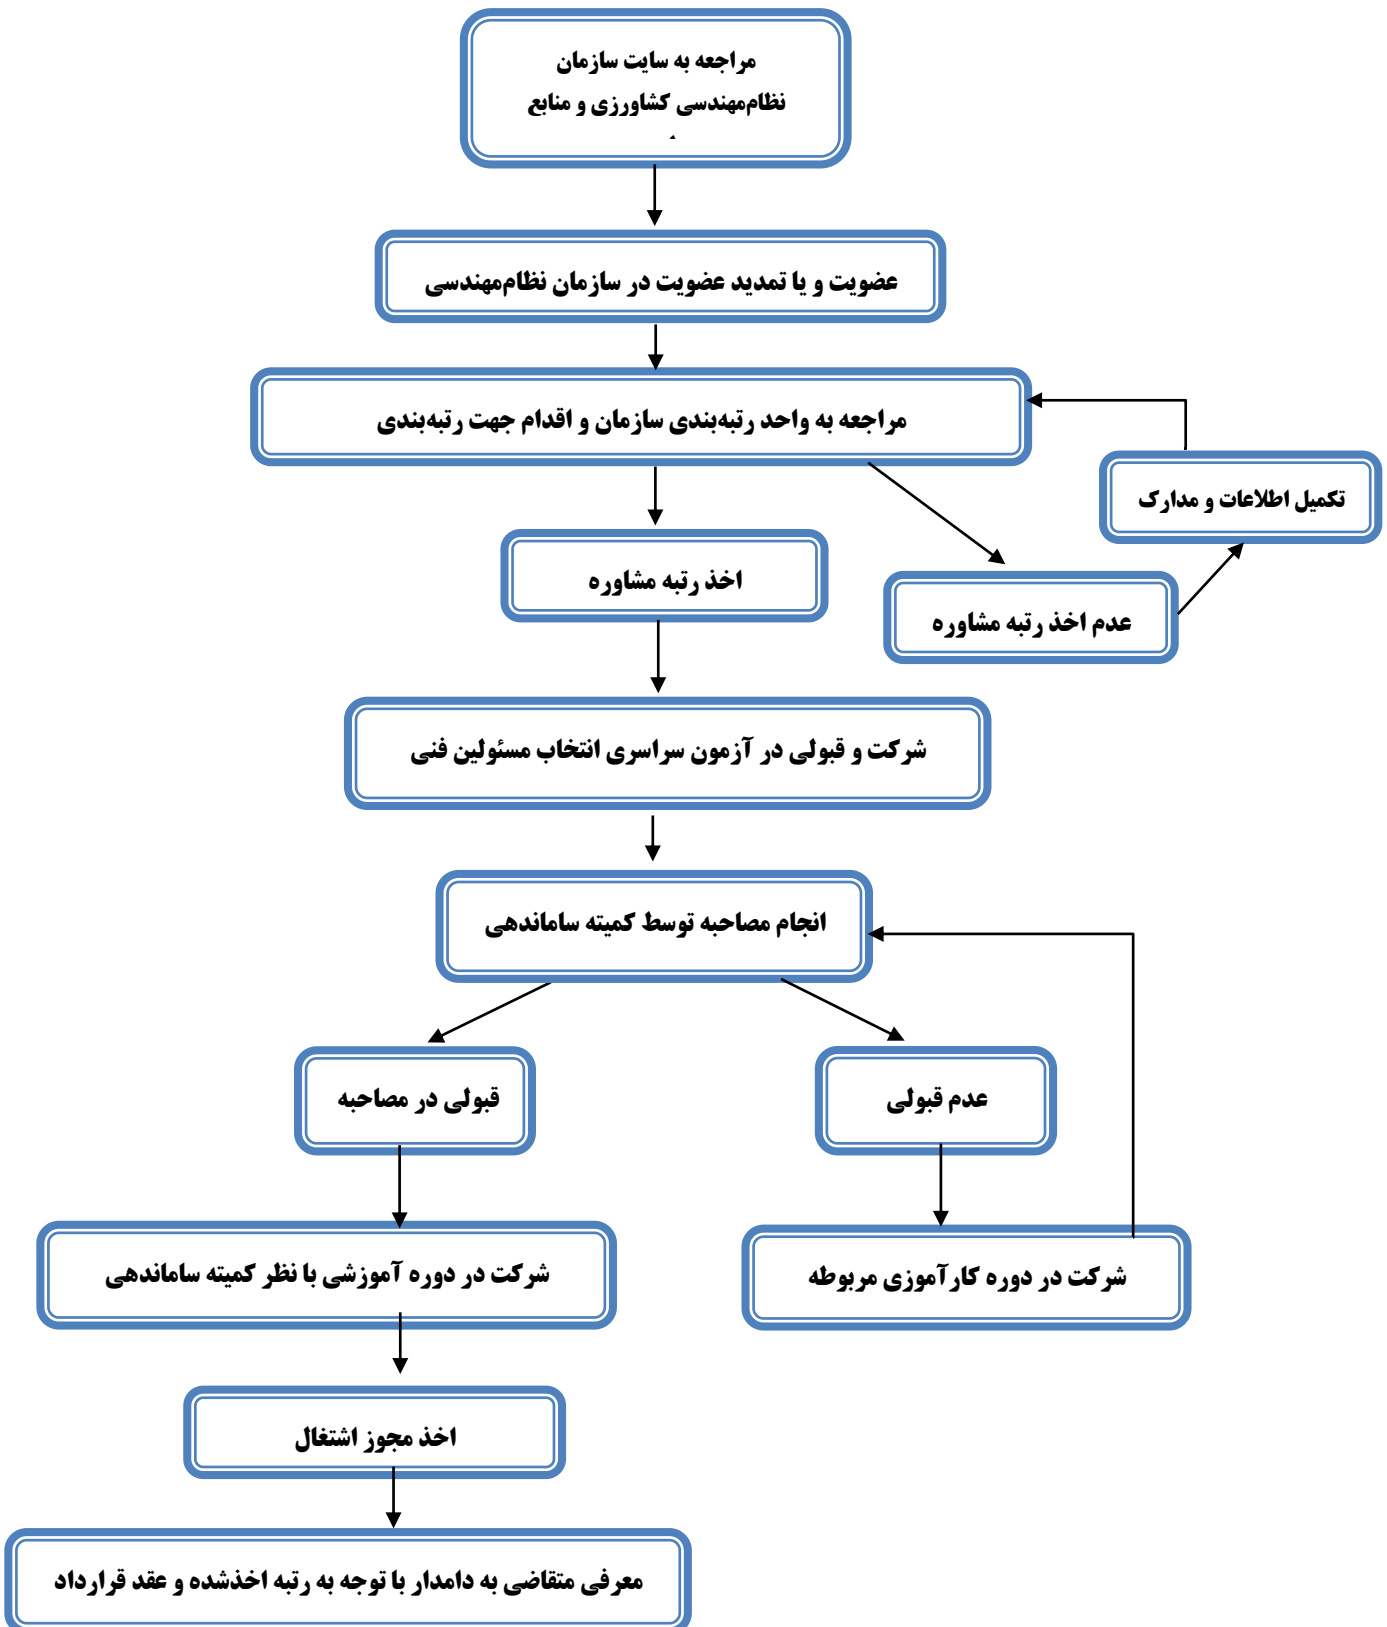 مراجعه به سایت سازمان
نظام‌مهندسی کشاورزی و منابع
عضویت و یا تمدید عضویت در سازمان نظام‌مهندسی
مراجعه به واحد رتبه‌بندی سازمان و اقدام جهت رتبه‌بندی
تکمیل اطلاعات و مدارک
اخذ رتبه مشاوره
عدم اخذ رتبه مشاوره
شرکت و قبولی در آزمون سراسری انتخاب مسئولین فنی
انجام مصاحبه توسط کمیته ساماندهی
قبولی در مصاحبه
عدم قبولی
شرکت در دوره آموزشی با نظر کمیته ساماندهی
شرکت در دوره کارآموزی مربوطه
اخذ مجوز اشتغال
معرفی متقاضی به دامدار با توجه به رتبه اخذشده و عقد قرارداد